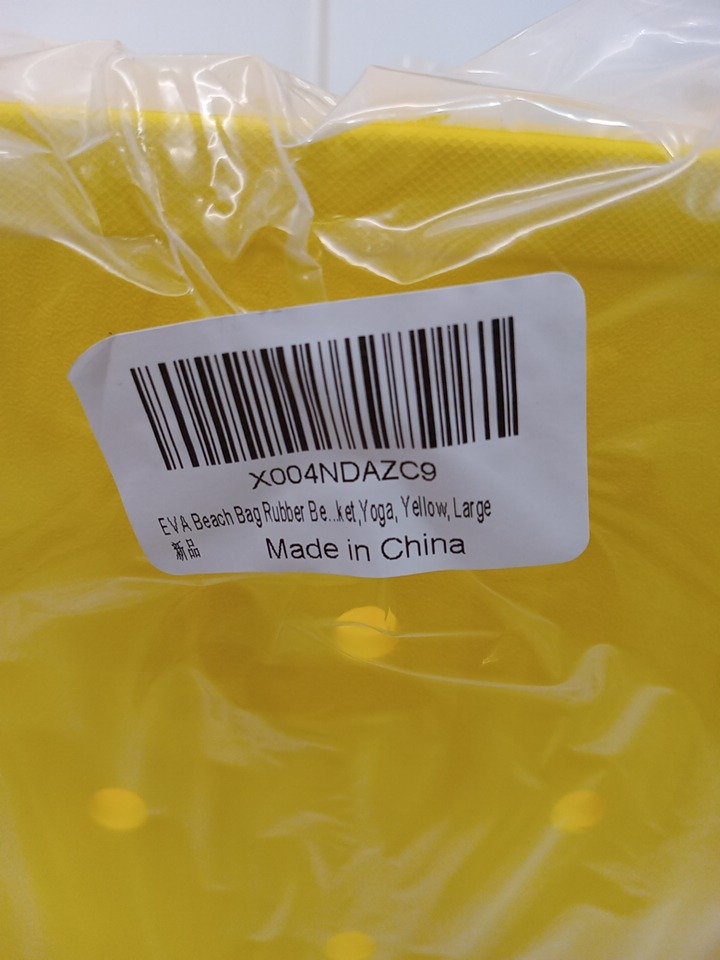 X004NDAZC9
EVA Beach Bag Rubber Be...ket,Yoga, Yellow, Large
新品
Made in China